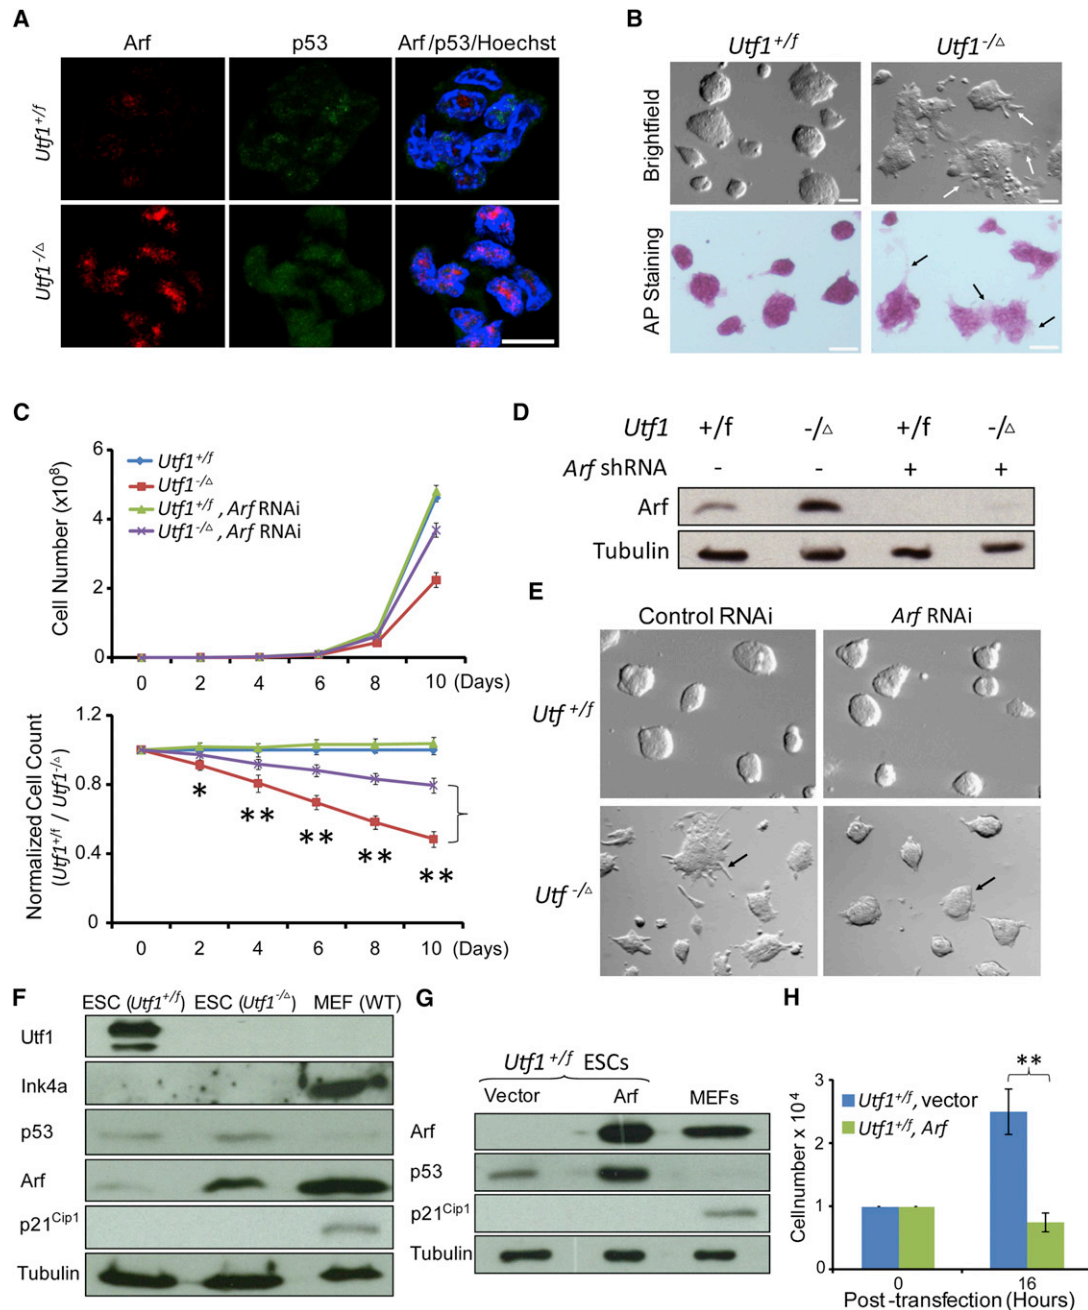 A
Arf p53 Arf/p53/Hoechst
Utf1+/f
Utf1-/△
B
Utf1+/f Utf1-/△
Brightfield
AP Staining
C
Cell Number (x10⁸)
6
4
2
0
Utf1+/f
Utf1-/△
Utf1+/f, Arf RNAi
Utf1-/△, Arf RNAi
0 2 4 6 8 10 (Days)
Normalized Cell Count
(Utf1+/f / Utf1-/△)
1.2
0.8
0.4
0
*
**
**
**
**
0 2 4 6 8 10 (Days)
D
Utf1 +/f -/△ +/f -/△
Arf shRNA - - + +
Arf
Tubulin
E
Control RNAi Arf RNAi
Utf+/f
Utf-/△
F
ESC (Utf1+/f) ESC (Utf1-/△) MEF (WT)
Utf1
Ink4a
p53
Arf
p21Cip1
Tubulin
G
Utf1+/f ESCs
Vector Arf MEFs
Arf
p53
p21Cip1
Tubulin
H
**
Utf1+/f, vector
Utf1+/f, Arf
Cell number x 10⁴
3
2
1
0
0 16
Post-transfection (Hours)